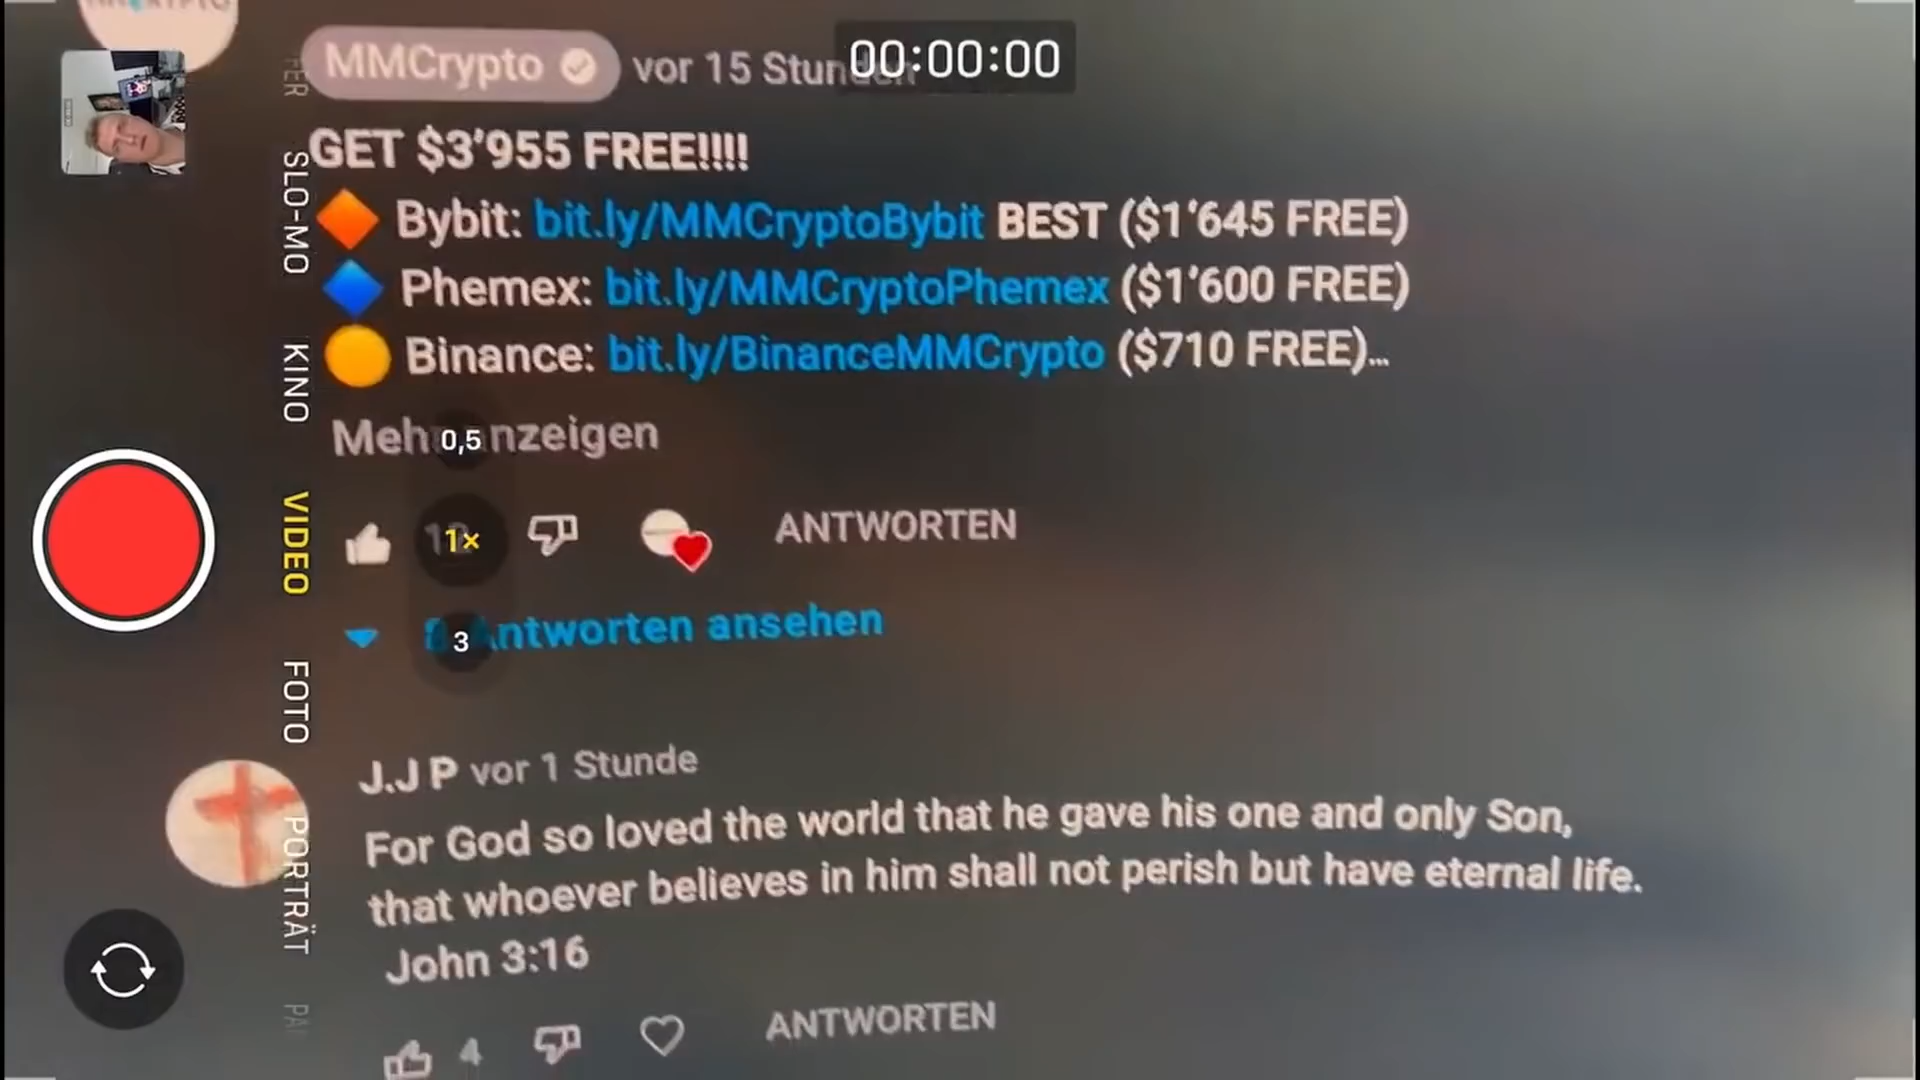 MMCrypto vor 15 Stunden
00:00:00
GET $3’955 FREE!!!!
Bybit: bit.ly/MMCryptoBybit BEST ($1’645 FREE)
Phemex: bit.ly/MMCryptoPhemex ($1’600 FREE)
Binance: bit.ly/BinanceMMCrypto ($710 FREE)...
Mehr anzeigen
ANTWORTEN
Antworten ansehen
J.J P vor 1 Stunde
For God so loved the world that he gave his one and only Son,
that whoever believes in him shall not perish but have eternal life.
John 3:16
4 ANTWORTEN
SLO-MO
KINO
VIDEO
FOTO
PORTRÄT
0,5
1×
3